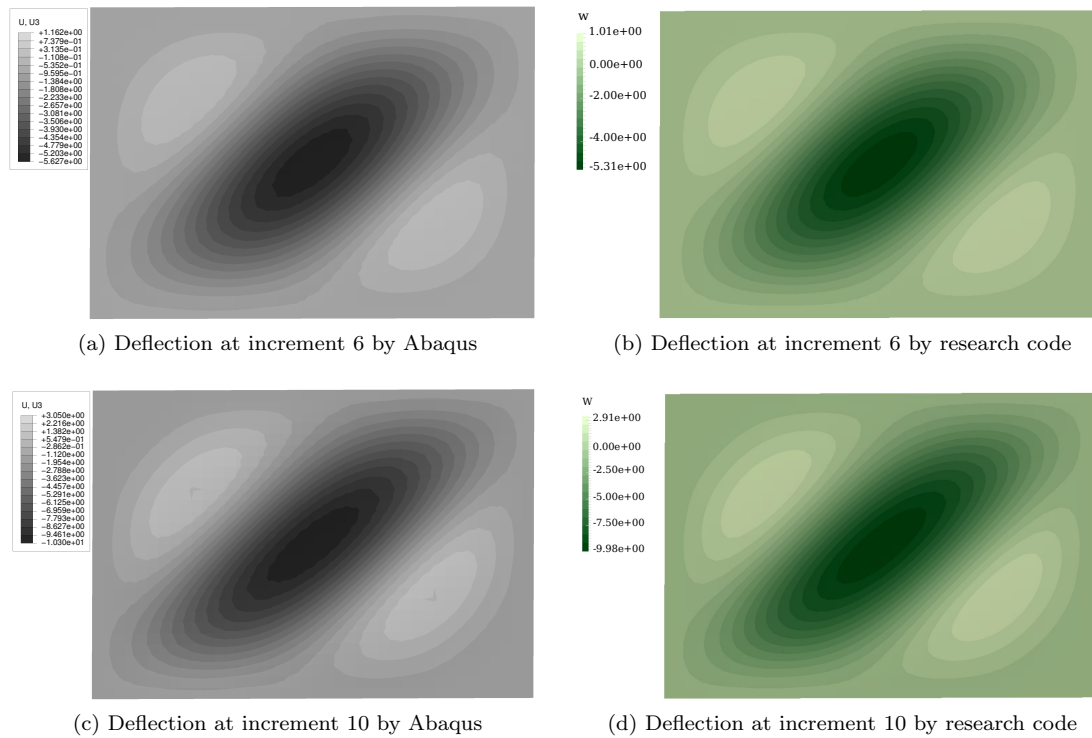 U, U3
+1.162e+00
+7.379e-01
+3.135e-01
-1.108e-01
-5.352e-01
-9.595e-01
-1.384e+00
-1.808e+00
-2.233e+00
-2.657e+00
-3.081e+00
-3.506e+00
-3.930e+00
-4.354e+00
-4.779e+00
-5.203e+00
-5.627e+00
w
1.01e+00
0.00e+00
-2.00e+00
-4.00e+00
-5.31e+00
(a) Deflection at increment 6 by Abaqus
(b) Deflection at increment 6 by research code
U, U3
+3.050e+00
+2.216e+00
+1.382e+00
+5.479e-01
-2.862e-01
-1.120e+00
-1.954e+00
-2.788e+00
-3.623e+00
-4.457e+00
-5.291e+00
-6.125e+00
-6.959e+00
-7.793e+00
-8.627e+00
-9.461e+00
-1.030e+01
w
2.91e+00
0.00e+00
-2.50e+00
-5.00e+00
-7.50e+00
-9.98e+00
(c) Deflection at increment 10 by Abaqus
(d) Deflection at increment 10 by research code